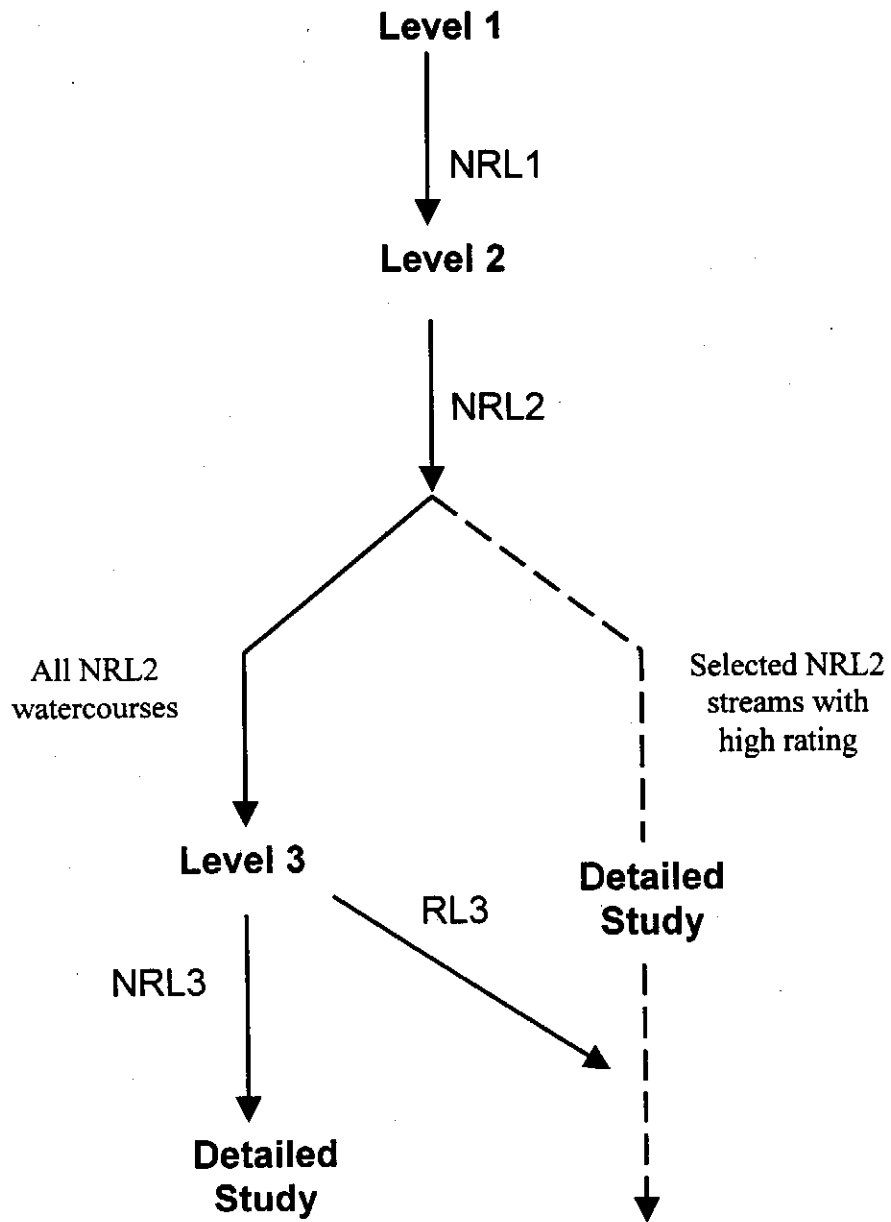 Level 1
NRL1
Level 2
NRL2
All NRL2
watercourses
Selected NRL2
streams with
high rating
Level 3
RL3
Detailed
Study
NRL3
Detailed
Study